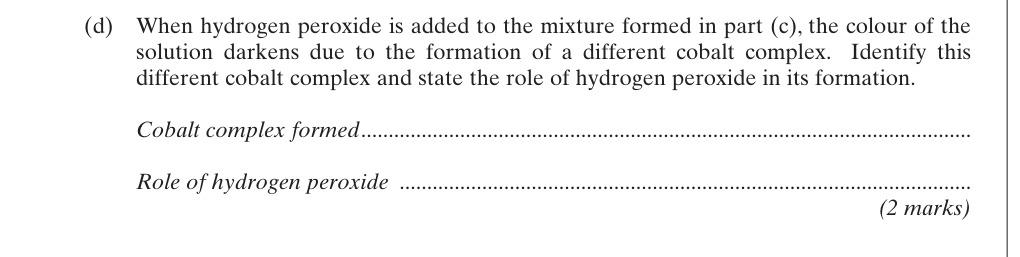 (d) When hydrogen peroxide is added to the mixture formed in part (c), the colour of the
solution darkens due to the formation of a different cobalt complex. Identify this
different cobalt complex and state the role of hydrogen peroxide in its formation.
Cobalt complex formed......................................................................................................
Role of hydrogen peroxide ................................................................................................
(2 marks)